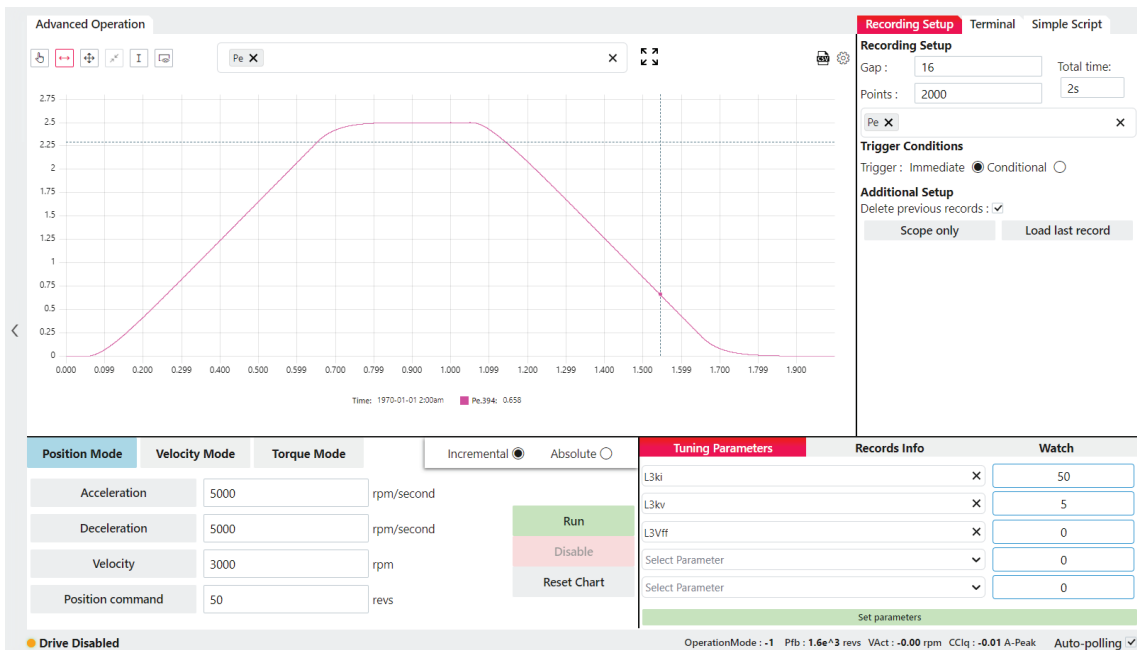 Advanced Operation
Recording Setup Terminal Simple Script
Pe
CSV
Recording Setup
Gap : 16 Total time:
Points : 2000 2s
Pe
Trigger Conditions
Trigger : Immediate Conditional
Additional Setup
Delete previous records :
Scope only Load last record
2.75
2.5
2.25
2
1.75
1.5
1.25
1
0.75
0.5
0.25
0
0.000 0.099 0.200 0.299 0.400 0.500 0.599 0.700 0.799 0.900 1.000 1.099 1.200 1.299 1.400 1.500 1.599 1.700 1.799 1.900
Time: 1970-01-01 2:00am Pe.394: 0.658
Position Mode Velocity Mode Torque Mode Incremental Absolute
Acceleration 5000 rpm/second
Deceleration 5000 rpm/second
Velocity 3000 rpm
Position command 50 revs
Run
Disable
Reset Chart
Tuning Parameters Records Info Watch
L3ki 50
L3kv 5
L3Vff 0
Select Parameter 0
Select Parameter 0
Set parameters
Drive Disabled OperationMode : -1 Pfb : 1.6e^3 revs VAct : -0.00 rpm CCIq : -0.01 A-Peak Auto-polling